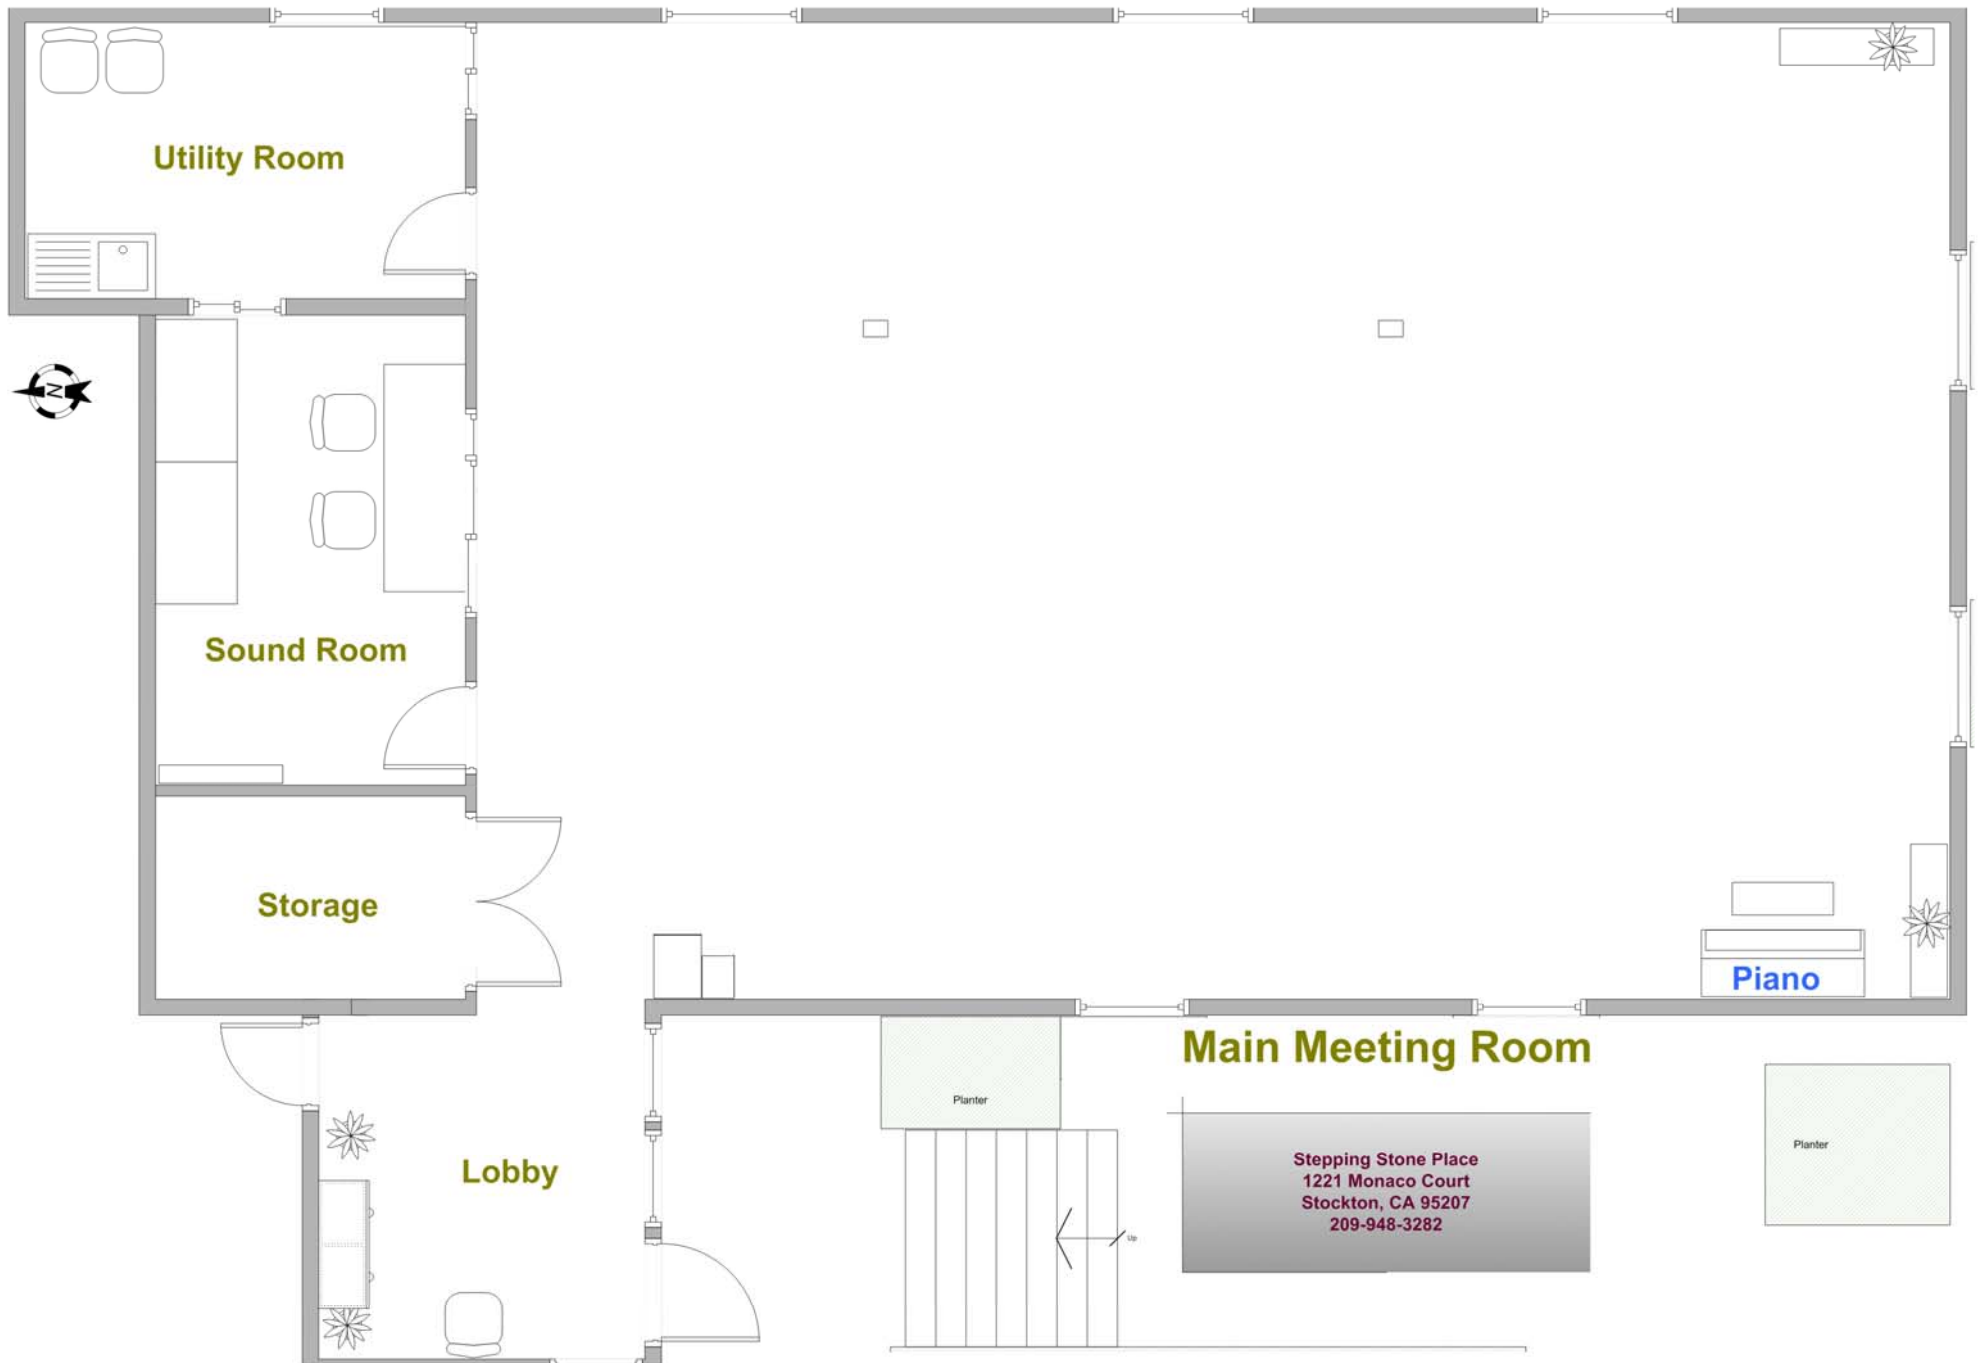 Utility Room
N
Sound Room
Storage
Piano
Main Meeting Room
Planter
Planter
Lobby
Stepping Stone Place
1221 Monaco Court
Stockton, CA 95207
209-948-3282
Up